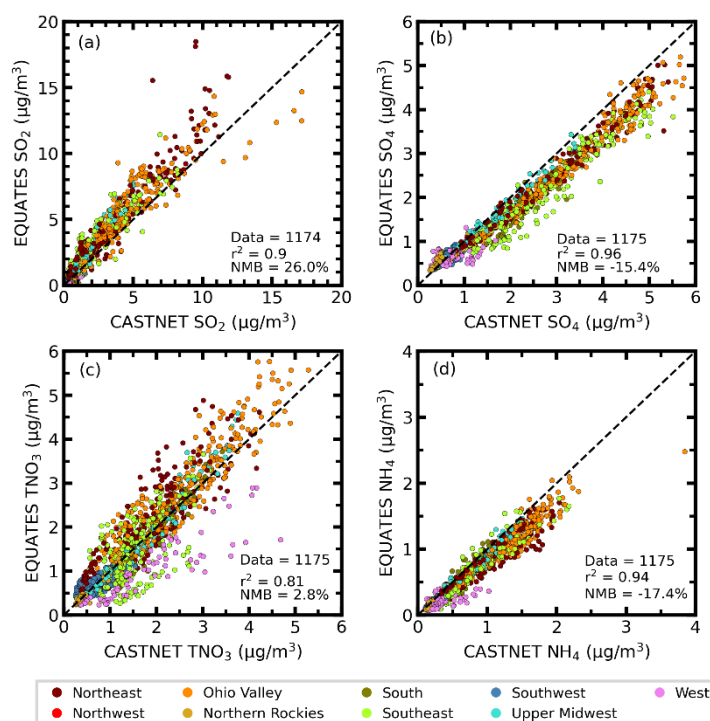 (a)
EQUATES SO2 (µg/m3)
20
15
10
5
0
0 5 10 15 20
CASTNET SO2 (µg/m3)
Data = 1174
r2 = 0.9
NMB = 26.0%
(b)
EQUATES SO4 (µg/m3)
6
5
4
3
2
1
0
0 1 2 3 4 5 6
CASTNET SO4 (µg/m3)
Data = 1175
r2 = 0.96
NMB = -15.4%
(c)
EQUATES TNO3 (µg/m3)
6
5
4
3
2
1
0
0 1 2 3 4 5 6
CASTNET TNO3 (µg/m3)
Data = 1175
r2 = 0.81
NMB = 2.8%
(d)
EQUATES NH4 (µg/m3)
4
3
2
1
0
0 1 2 3 4
CASTNET NH4 (µg/m3)
Data = 1175
r2 = 0.94
NMB = -17.4%
Northeast Ohio Valley South Southwest West
Northwest Northern Rockies Southeast Upper Midwest